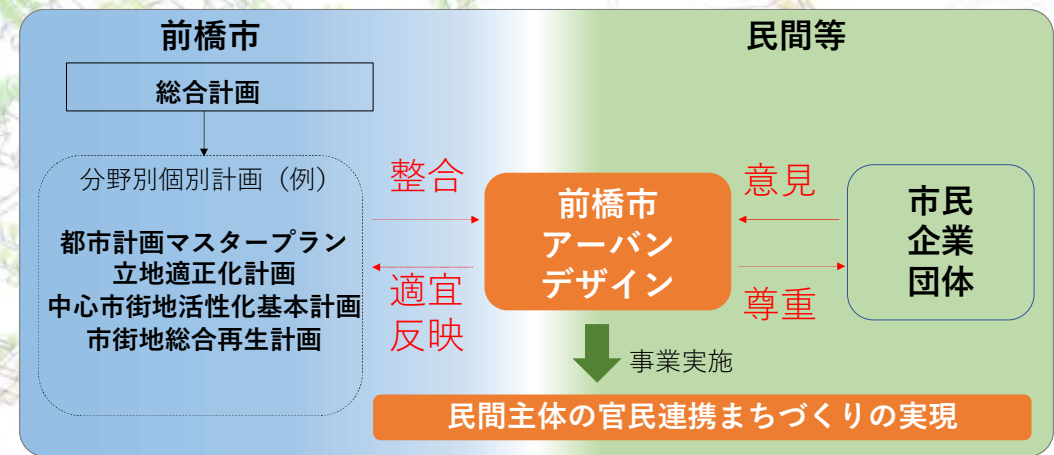 前橋市
民間等
総合計画
分野別個別計画（例）
都市計画マスタープラン
立地適正化計画
中心市街地活性化基本計画
市街地総合再生計画
整合
適宜
反映
前橋市
アーバン
デザイン
意見
尊重
市民
企業
団体
事業実施
民間主体の官民連携まちづくりの実現